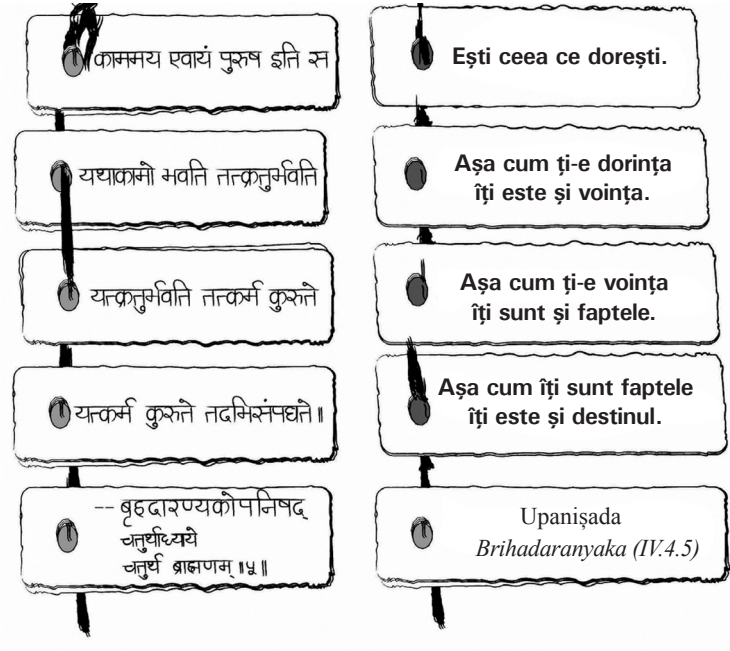 काममय एवायं पुरुष इति स
यथाकामो भवति तत्क्रतुर्भवति
यत्क्रतुर्भवति तत्कर्म कुरुते
यत्कर्म कुरुते तदभिसंपद्यते॥
-- बृहदारण्यकोपनिषद्
चतुर्थाध्यये
चतुर्थ ब्राह्मणम् ॥५॥
Ești ceea ce dorești.
Așa cum ți-e dorința
îți este și voința.
Așa cum ți-e voința
îți sunt și faptele.
Așa cum îți sunt faptele
îți este și destinul.
Upanișada
Brihadaranyaka (IV.4.5)